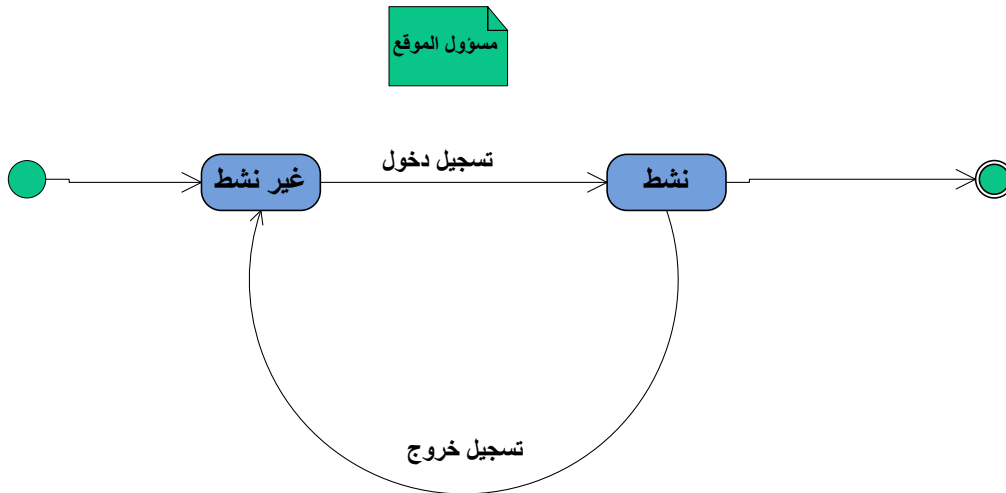 مسؤول الموقع
تسجيل دخول
غير نشط
نشط
تسجيل خروج